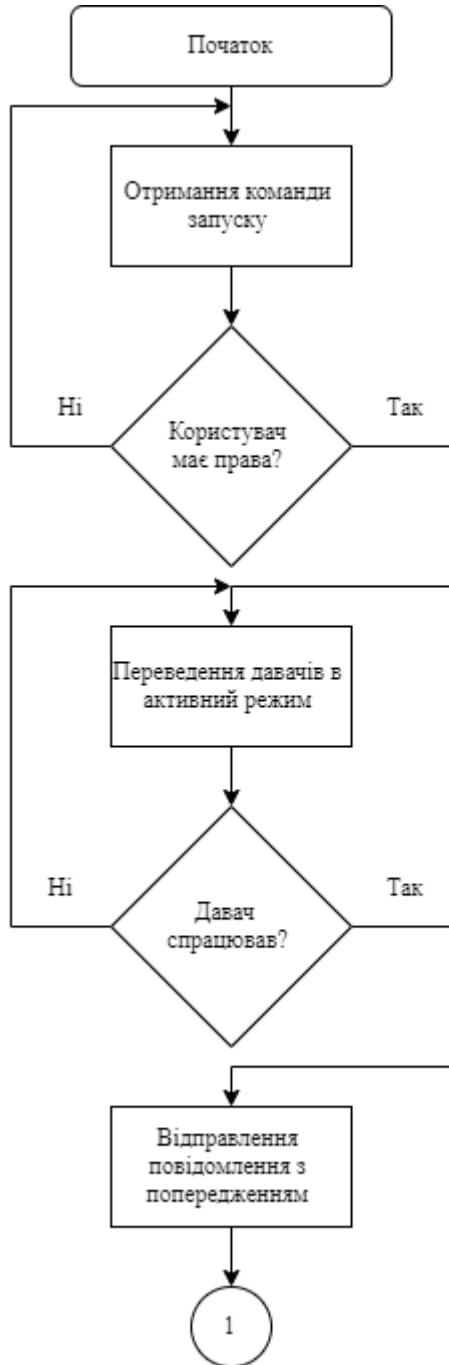 Початок
Отримання команди
запуску
Ні
Так
Користувач
має права?
Переведення давачів в
активний режим
Ні
Так
Давач
спрацював?
Відправлення
повідомлення з
попередженням
1